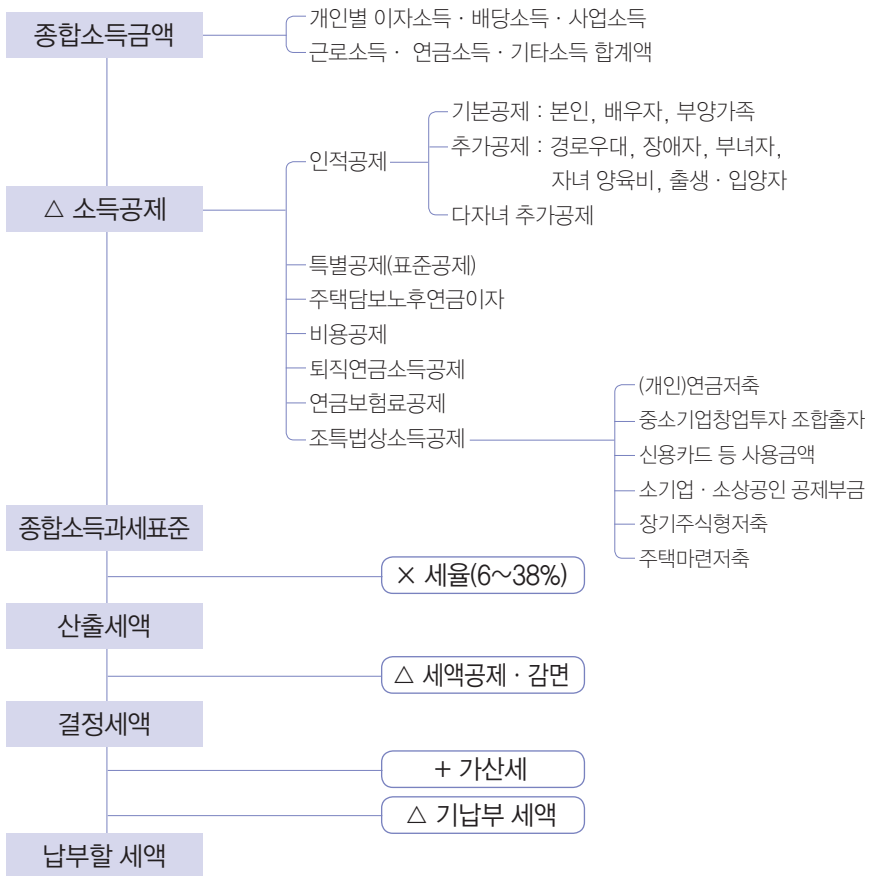 종합소득금액
개인별 이자소득 · 배당소득 · 사업소득
근로소득 · 연금소득 · 기타소득 합계액
△ 소득공제
인적공제
기본공제 : 본인, 배우자, 부양가족
추가공제 : 경로우대, 장애자, 부녀자,
자녀 양육비, 출생 · 입양자
다자녀 추가공제
특별공제(표준공제)
주택담보노후연금이자
비용공제
퇴직연금소득공제
연금보험료공제
조특법상소득공제
(개인)연금저축
중소기업창업투자 조합출자
신용카드 등 사용금액
소기업 · 소상공인 공제부금
장기주식형저축
주택마련저축
종합소득과세표준
× 세율(6~38%)
산출세액
△ 세액공제 · 감면
결정세액
+ 가산세
△ 기납부 세액
납부할 세액